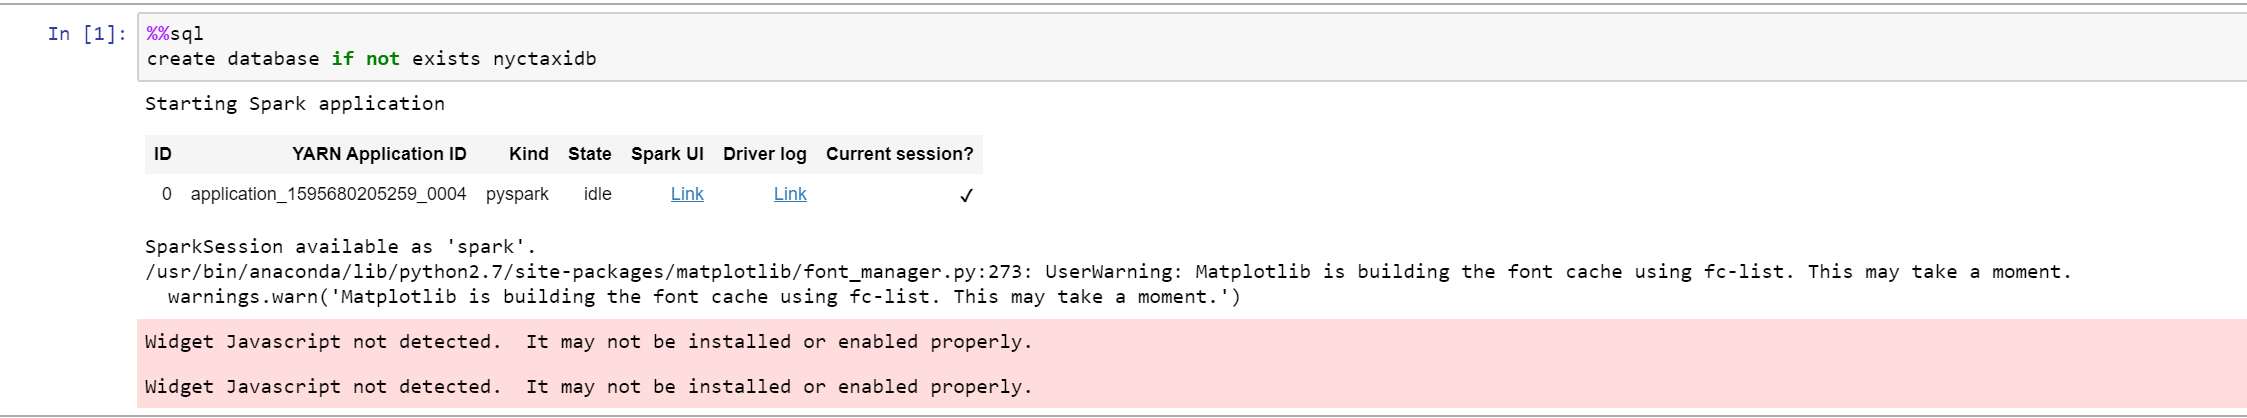 In [1]: %%sql
create database if not exists nyctaxidb
Starting Spark application
ID YARN Application ID Kind State Spark UI Driver log Current session?
0 application_1595680205259_0004 pyspark idle Link Link ✓
SparkSession available as 'spark'.
/usr/bin/anaconda/lib/python2.7/site-packages/matplotlib/font_manager.py:273: UserWarning: Matplotlib is building the font cache using fc-list. This may take a moment.
  warnings.warn('Matplotlib is building the font cache using fc-list. This may take a moment.')
Widget Javascript not detected.  It may not be installed or enabled properly.
Widget Javascript not detected.  It may not be installed or enabled properly.